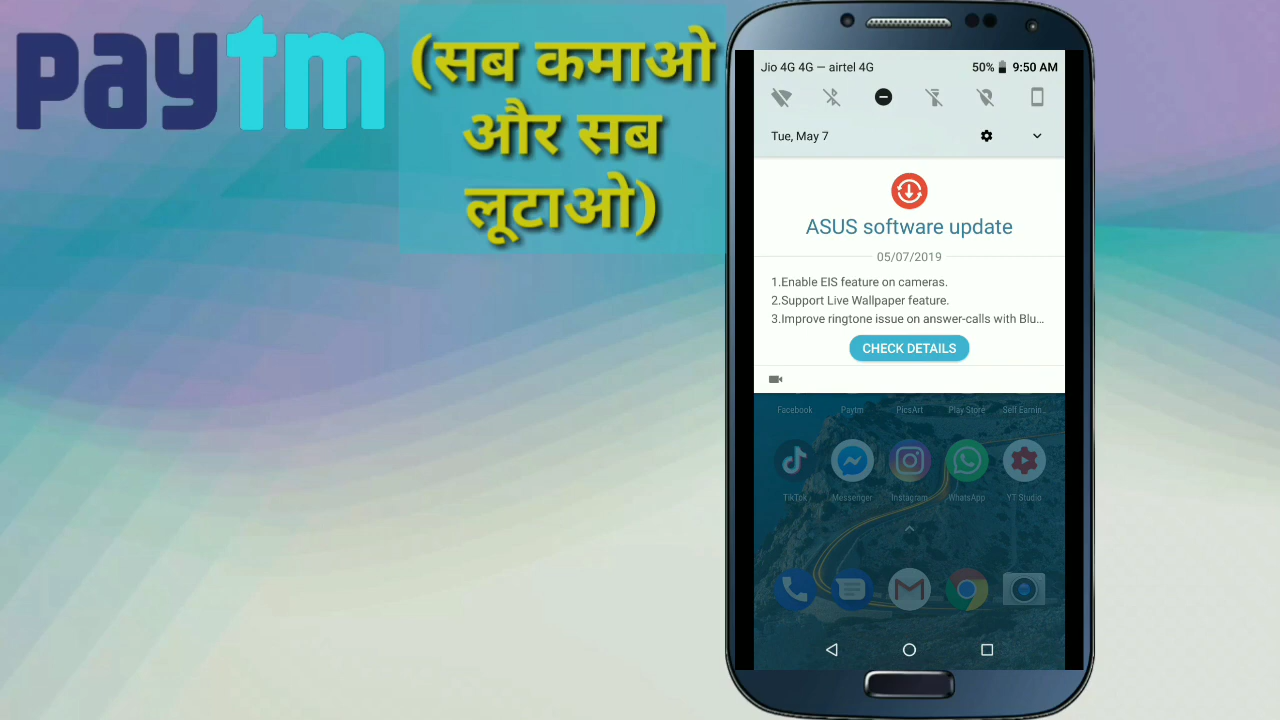 paytm
(सब कमाओ
और सब
लूटाओ)
Jio 4G 4G — airtel 4G 50% 9:50 AM
Tue, May 7
ASUS software update
05/07/2019
1.Enable EIS feature on cameras.
2.Support Live Wallpaper feature.
3.Improve ringtone issue on answer-calls with Blu...
CHECK DETAILS
Facebook Paytm PicsArt Play Store Self Earnin...
TikTok Messenger Instagram WhatsApp YT Studio